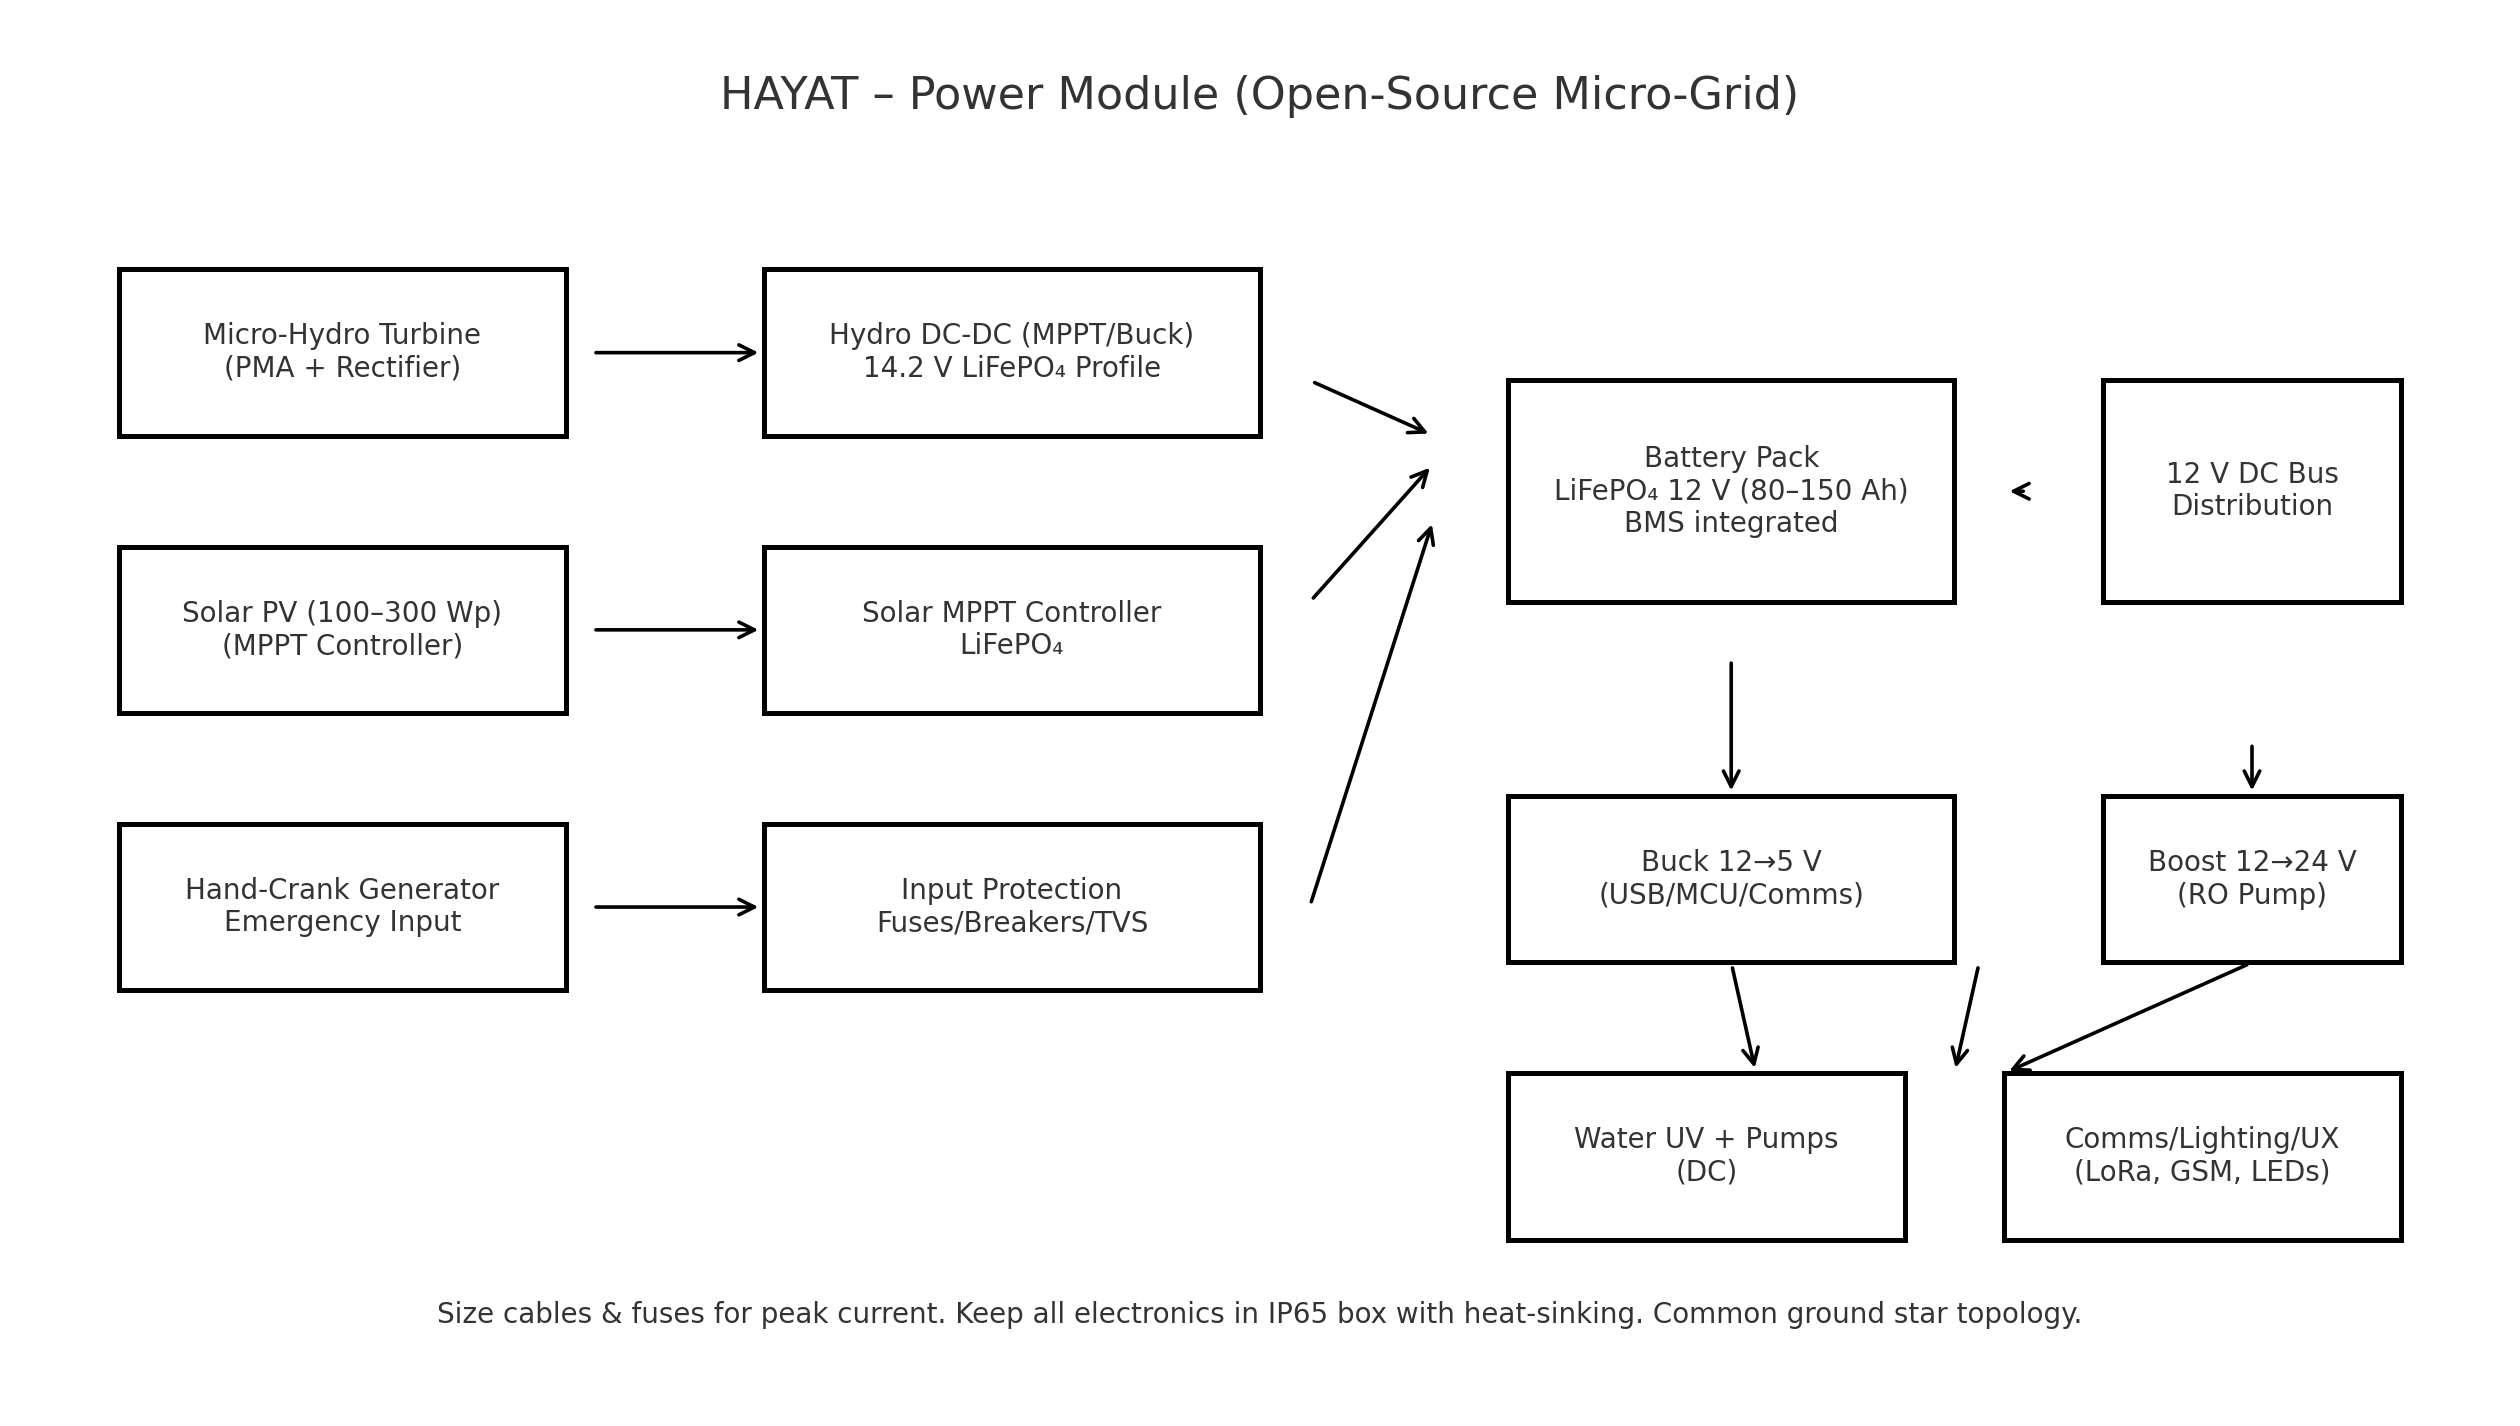 HAYAT – Power Module (Open-Source Micro-Grid)
Micro-Hydro Turbine
(PMA + Rectifier)
Hydro DC-DC (MPPT/Buck)
14.2 V LiFePO₄ Profile
Battery Pack
LiFePO₄ 12 V (80–150 Ah)
BMS integrated
12 V DC Bus
Distribution
Solar PV (100–300 Wp)
(MPPT Controller)
Solar MPPT Controller
LiFePO₄
Hand-Crank Generator
Emergency Input
Input Protection
Fuses/Breakers/TVS
Buck 12→5 V
(USB/MCU/Comms)
Boost 12→24 V
(RO Pump)
Water UV + Pumps
(DC)
Comms/Lighting/UX
(LoRa, GSM, LEDs)
Size cables & fuses for peak current. Keep all electronics in IP65 box with heat-sinking. Common ground star topology.